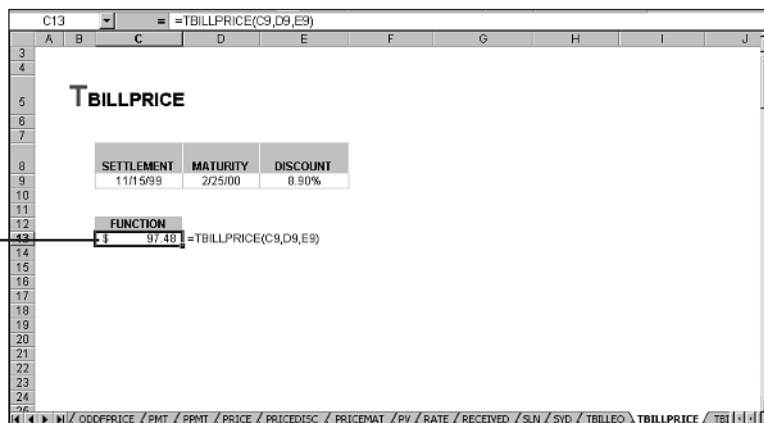 C13 = =TBILLPRICE(C9,D9,E9)
A B C D E F G H I J
3
4
5 TBILLPRICE
6
7
8 SETTLEMENT MATURITY DISCOUNT
9 11/15/99 2/25/00 8.90%
10
11
12 FUNCTION
13 $ 97.48 =TBILLPRICE(C9,D9,E9)
14
15
16
17
18
19
20
21
22
23
24
25
ODDFPRICE / PMT / PPMT / PRICE / PRICEDISC / PRICEMAT / PV / RATE / RECEIVED / SLN / SYD / TBILLEQ \ TBILLPRICE / TBI